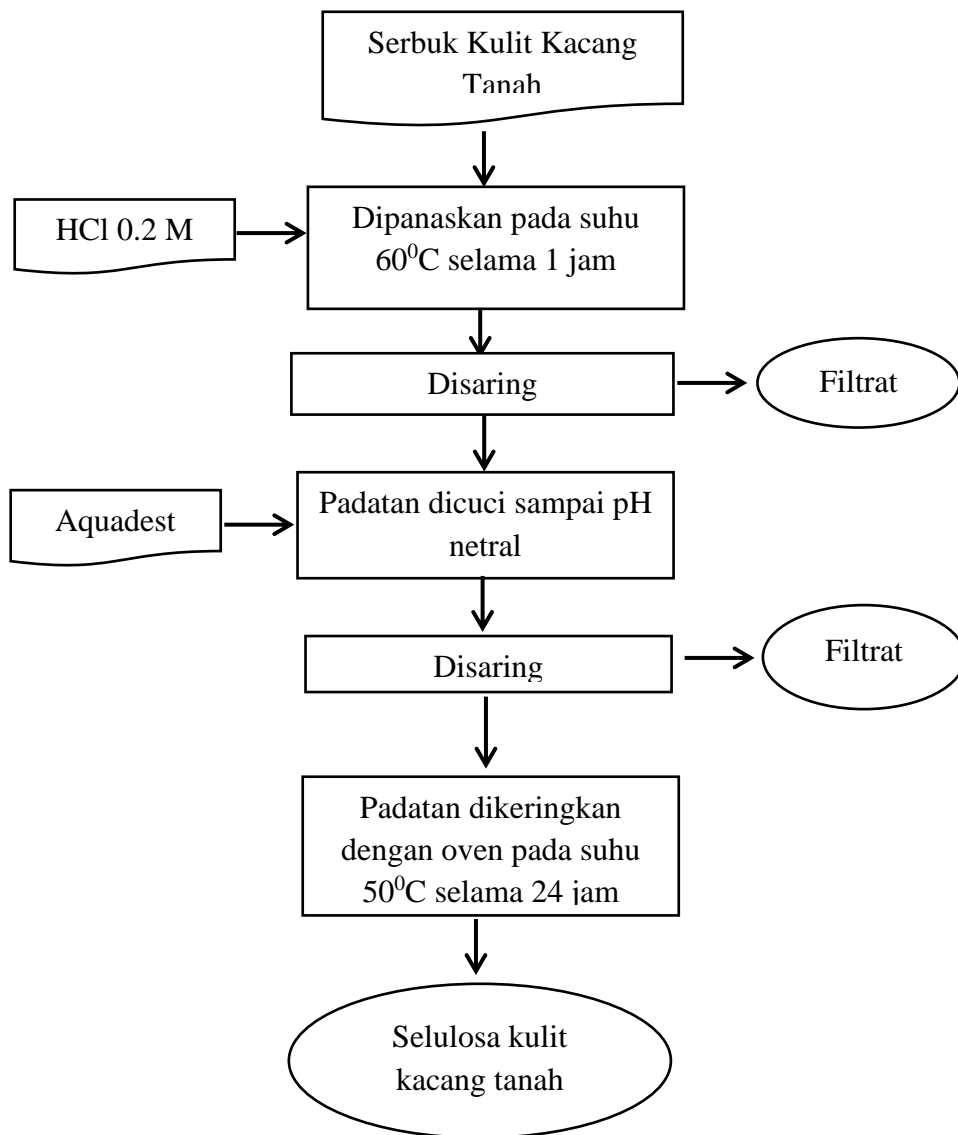 Serbuk Kulit Kacang
Tanah
HCl 0.2 M
Dipanaskan pada suhu
60⁰C selama 1 jam
Disaring
Filtrat
Aquadest
Padatan dicuci sampai pH
netral
Disaring
Filtrat
Padatan dikeringkan
dengan oven pada suhu
50⁰C selama 24 jam
Selulosa kulit
kacang tanah